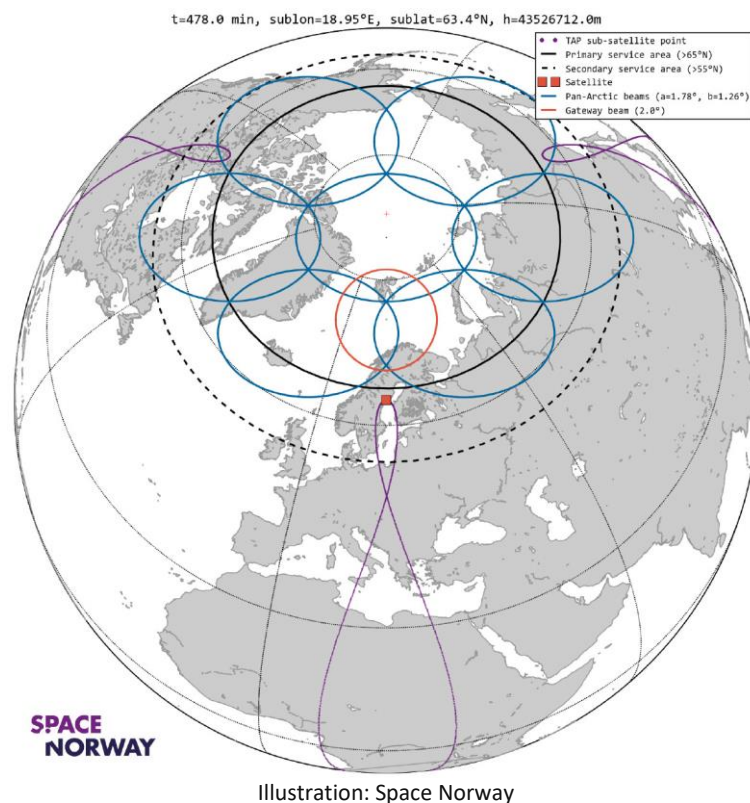 t=478.0 min, sublon=18.95°E, sublat=63.4°N, h=43526712.0m
TAP sub-satellite point
Primary service area (>65°N)
Secondary service area (>55°N)
Satellite
Pan-Arctic beams (a=1.78°, b=1.26°)
Gateway beam (2.0°)
SPACE
NORWAY
Illustration: Space Norway